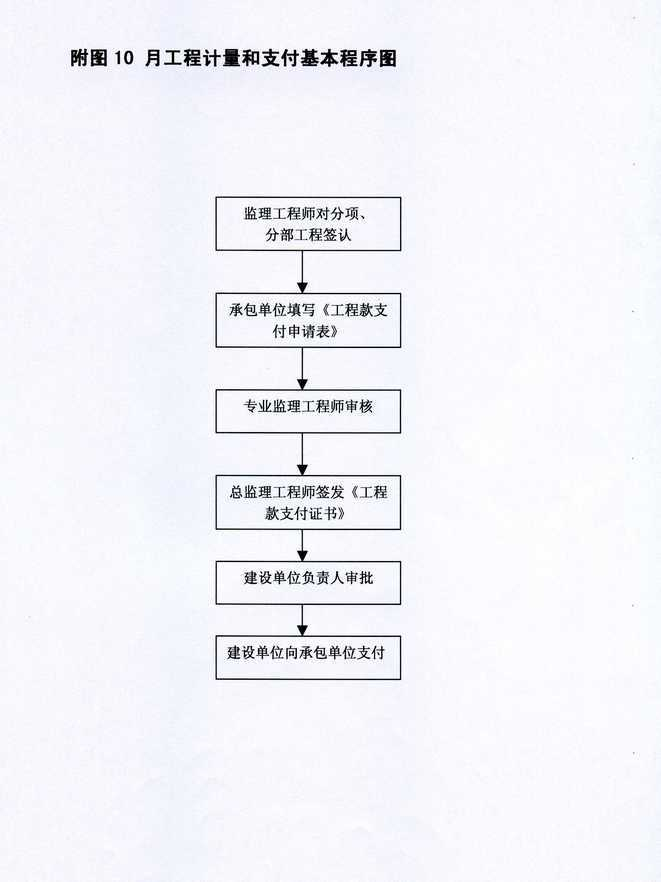 附图 10 月工程计量和支付基本程序图
监理工程师对分项、
分部工程签认
承包单位填写《工程款支
付申请表》
专业监理工程师审核
总监理工程师签发《工程
款支付证书》
建设单位负责人审批
建设单位向承包单位支付